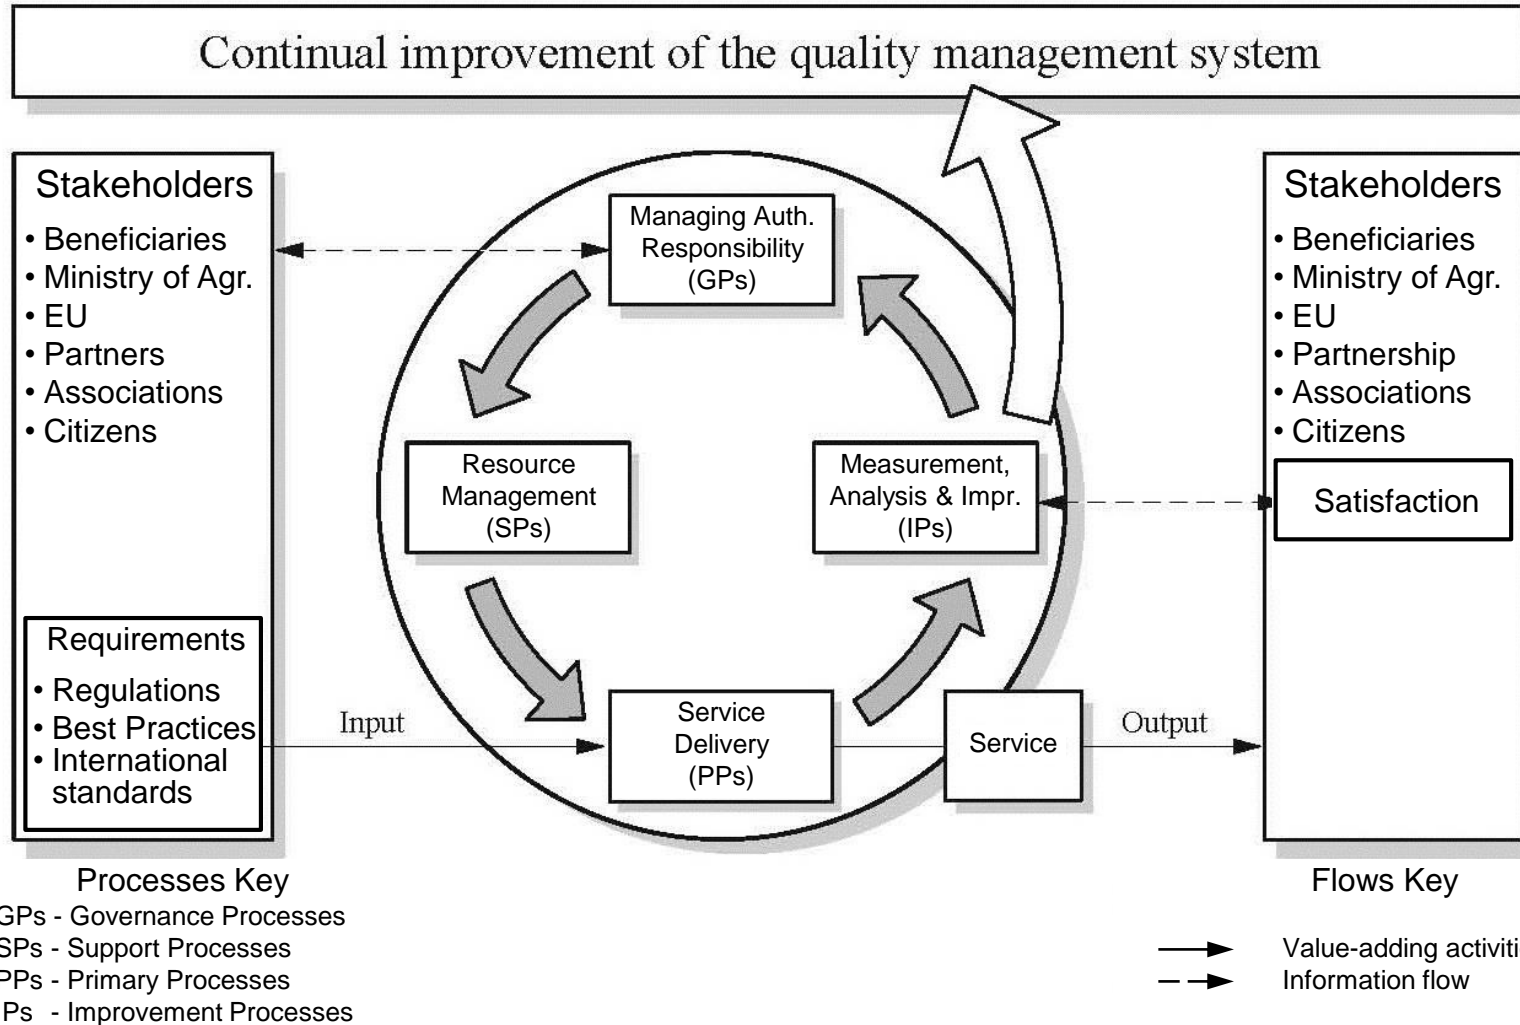 Continual improvement of the quality management system
Stakeholders
• Beneficiaries
• Ministry of Agr.
• EU
• Partners
• Associations
• Citizens
Requirements
• Regulations
• Best Practices
• International
standards
Input
Managing Auth.
Responsibility
(GPs)
Resource
Management
(SPs)
Measurement,
Analysis & Impr.
(IPs)
Service
Delivery
(PPs)
Service
Output
Stakeholders
• Beneficiaries
• Ministry of Agr.
• EU
• Partnership
• Associations
• Citizens
Satisfaction
Processes Key
GPs - Governance Processes
SPs - Support Processes
PPs - Primary Processes
Ps - Improvement Processes
Flows Key
Value-adding activiti
Information flow